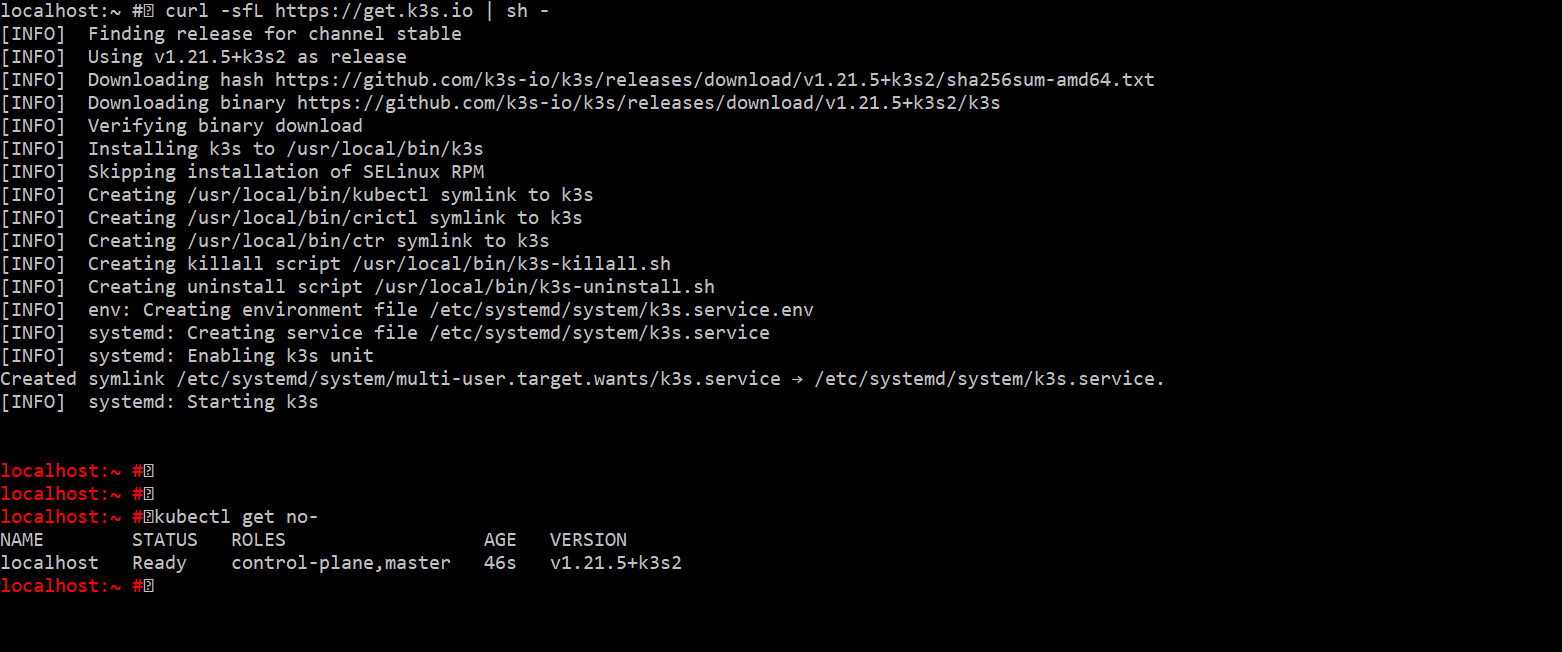 localhost:~ # curl -sfL https://get.k3s.io | sh -
[INFO]  Finding release for channel stable
[INFO]  Using v1.21.5+k3s2 as release
[INFO]  Downloading hash https://github.com/k3s-io/k3s/releases/download/v1.21.5+k3s2/sha256sum-amd64.txt
[INFO]  Downloading binary https://github.com/k3s-io/k3s/releases/download/v1.21.5+k3s2/k3s
[INFO]  Verifying binary download
[INFO]  Installing k3s to /usr/local/bin/k3s
[INFO]  Skipping installation of SELinux RPM
[INFO]  Creating /usr/local/bin/kubectl symlink to k3s
[INFO]  Creating /usr/local/bin/crictl symlink to k3s
[INFO]  Creating /usr/local/bin/ctr symlink to k3s
[INFO]  Creating killall script /usr/local/bin/k3s-killall.sh
[INFO]  Creating uninstall script /usr/local/bin/k3s-uninstall.sh
[INFO]  env: Creating environment file /etc/systemd/system/k3s.service.env
[INFO]  systemd: Creating service file /etc/systemd/system/k3s.service
[INFO]  systemd: Enabling k3s unit
Created symlink /etc/systemd/system/multi-user.target.wants/k3s.service → /etc/systemd/system/k3s.service.
[INFO]  systemd: Starting k3s
localhost:~ #
localhost:~ #
localhost:~ #kubectl get no-
NAME        STATUS   ROLES                  AGE   VERSION
localhost   Ready    control-plane,master   46s   v1.21.5+k3s2
localhost:~ #